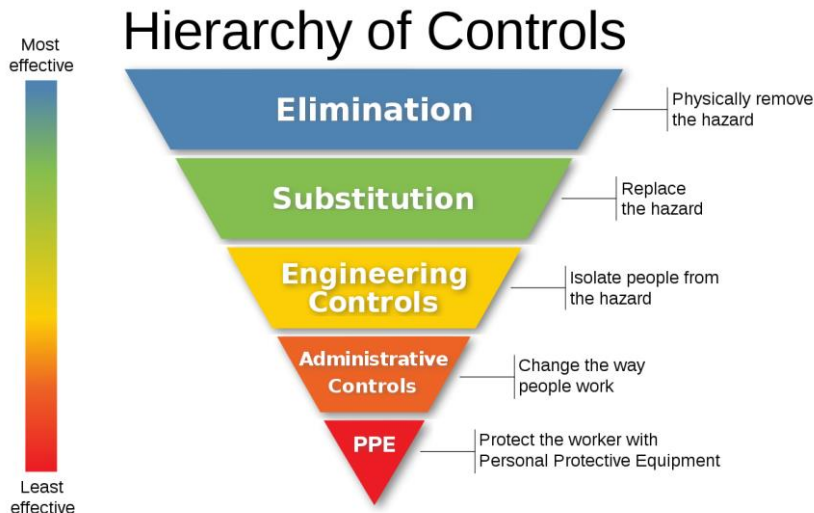 Hierarchy of Controls
Most
effective
Elimination
Physically remove
the hazard
Substitution
Replace
the hazard
Engineering
Controls
Isolate people from
the hazard
Administrative
Controls
Change the way
people work
PPE
Protect the worker with
Personal Protective Equipment
Least
effective